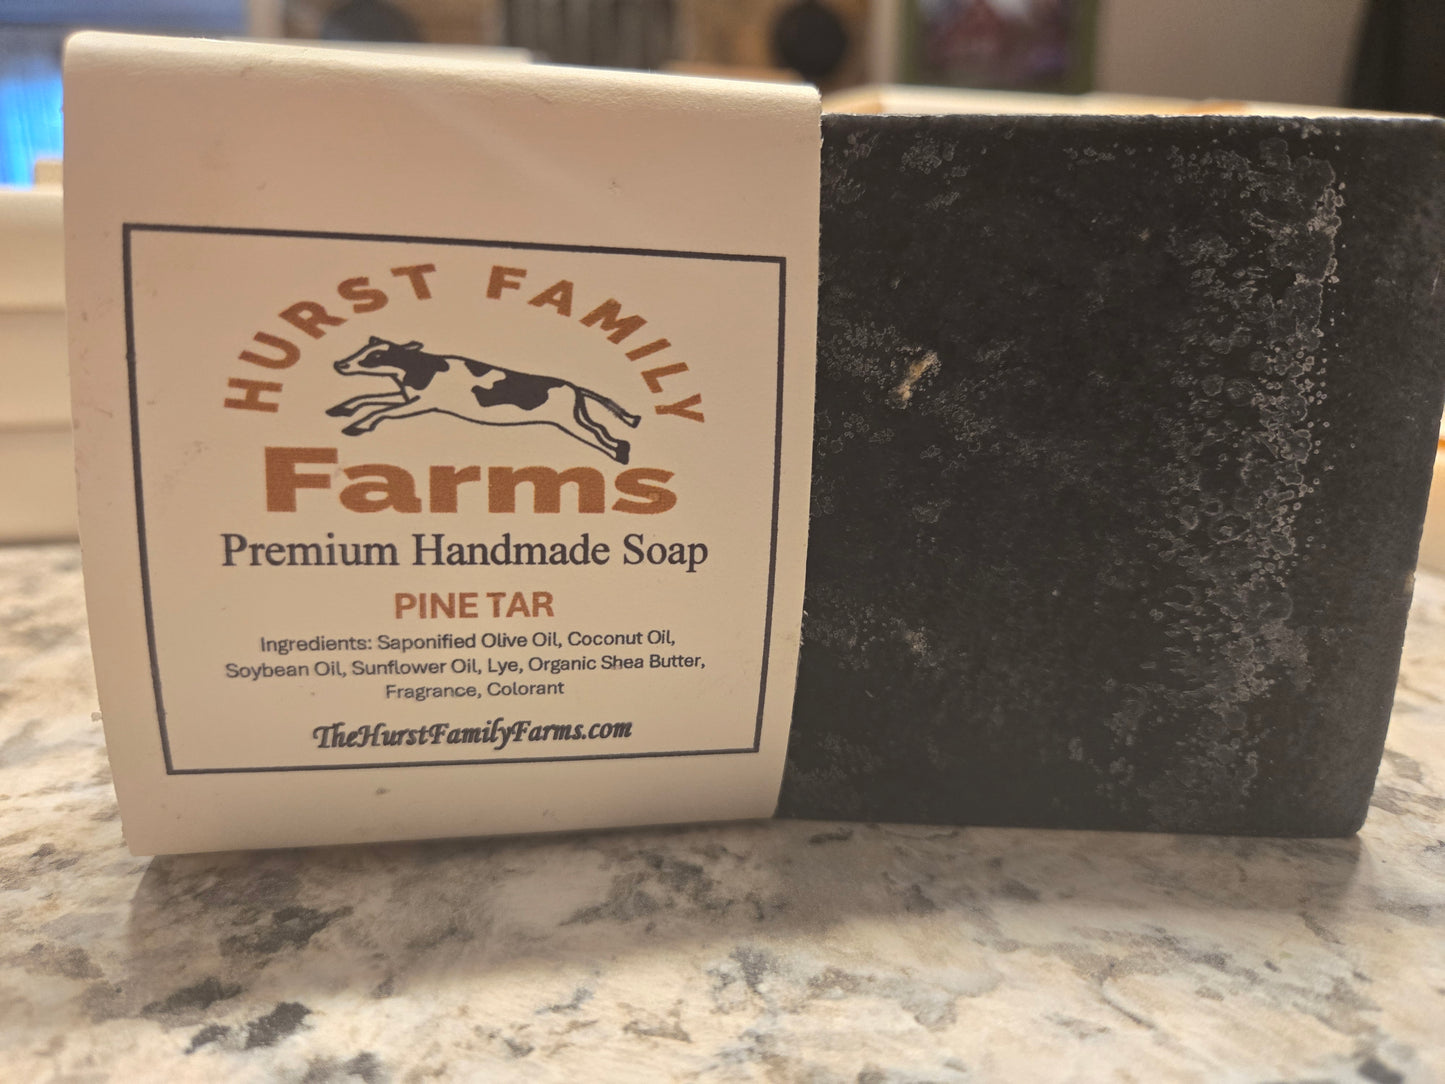 HURST FAMILY
Farms
Premium Handmade Soap
PINE TAR
Ingredients: Saponified Olive Oil, Coconut Oil,
Soybean Oil, Sunflower Oil, Lye, Organic Shea Butter,
Fragrance, Colorant
TheHurstFamilyFarms.com